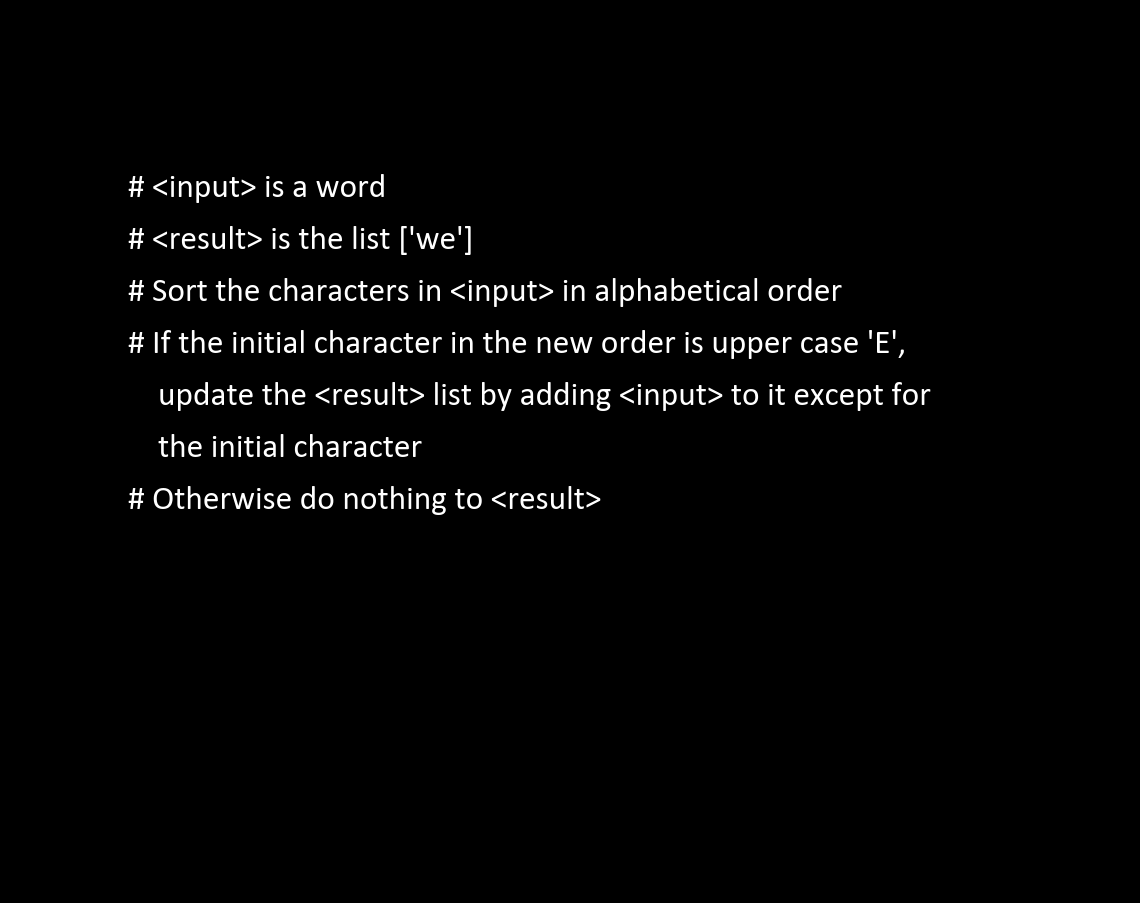 # <input> is a word
# <result> is the list ['we']
# Sort the characters in <input> in alphabetical order
# If the initial character in the new order is upper case 'E',
update the <result> list by adding <input> to it except for
the initial character
# Otherwise do nothing to <result>